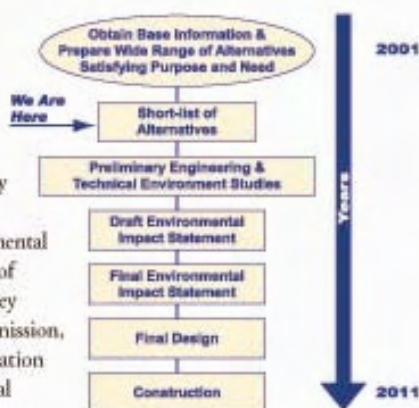 Obtain Base Information &
Prepare Wide Range of Alternatives
Satisfying Purpose and Need
2001
We Are
Here
Short-list of
Alternatives
Preliminary Engineering &
Technical Environment Studies
Years
Draft Environmental
Impact Statement
Final Environmental
Impact Statement
Final Design
Construction
2011
y
mental
of
ey
mission,
ation
al